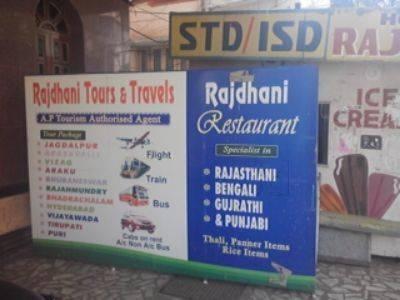 STD/ISD
RAJ
ICE
CREA
Rajdhani Tours & Travels
A.P Tourism Authorised Agent
Tour Package
JAGDALPUR
VIZAG
ARAKU
BHUBANESWAR
RAJAHMUNDRY
BHADRACHALAM
HYDERABAD
VIJAYAWADA
TIRUPATI
PURI
Flight
Train
Bus
Cabs on rent
A/c Non A/c Bus
Rajdhani
Restaurant
Specialist in
RAJASTHANI
BENGALI
GUJRATHI
& PUNJABI
Thali, Panner Items
Rice Items